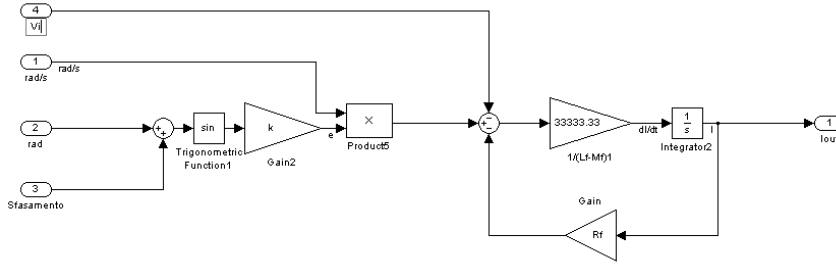 4
Vi
1
rad/s
rad/s
2
rad
3
Sfasamento
+
+
sin
Trigonometric
Function1
k
Gain2
e
×
Product5
+
−
−
33333.33
1/(Lf-Mf)1
dI/dt
1
s
I
Integrator2
1
Iout
Gain
Rf